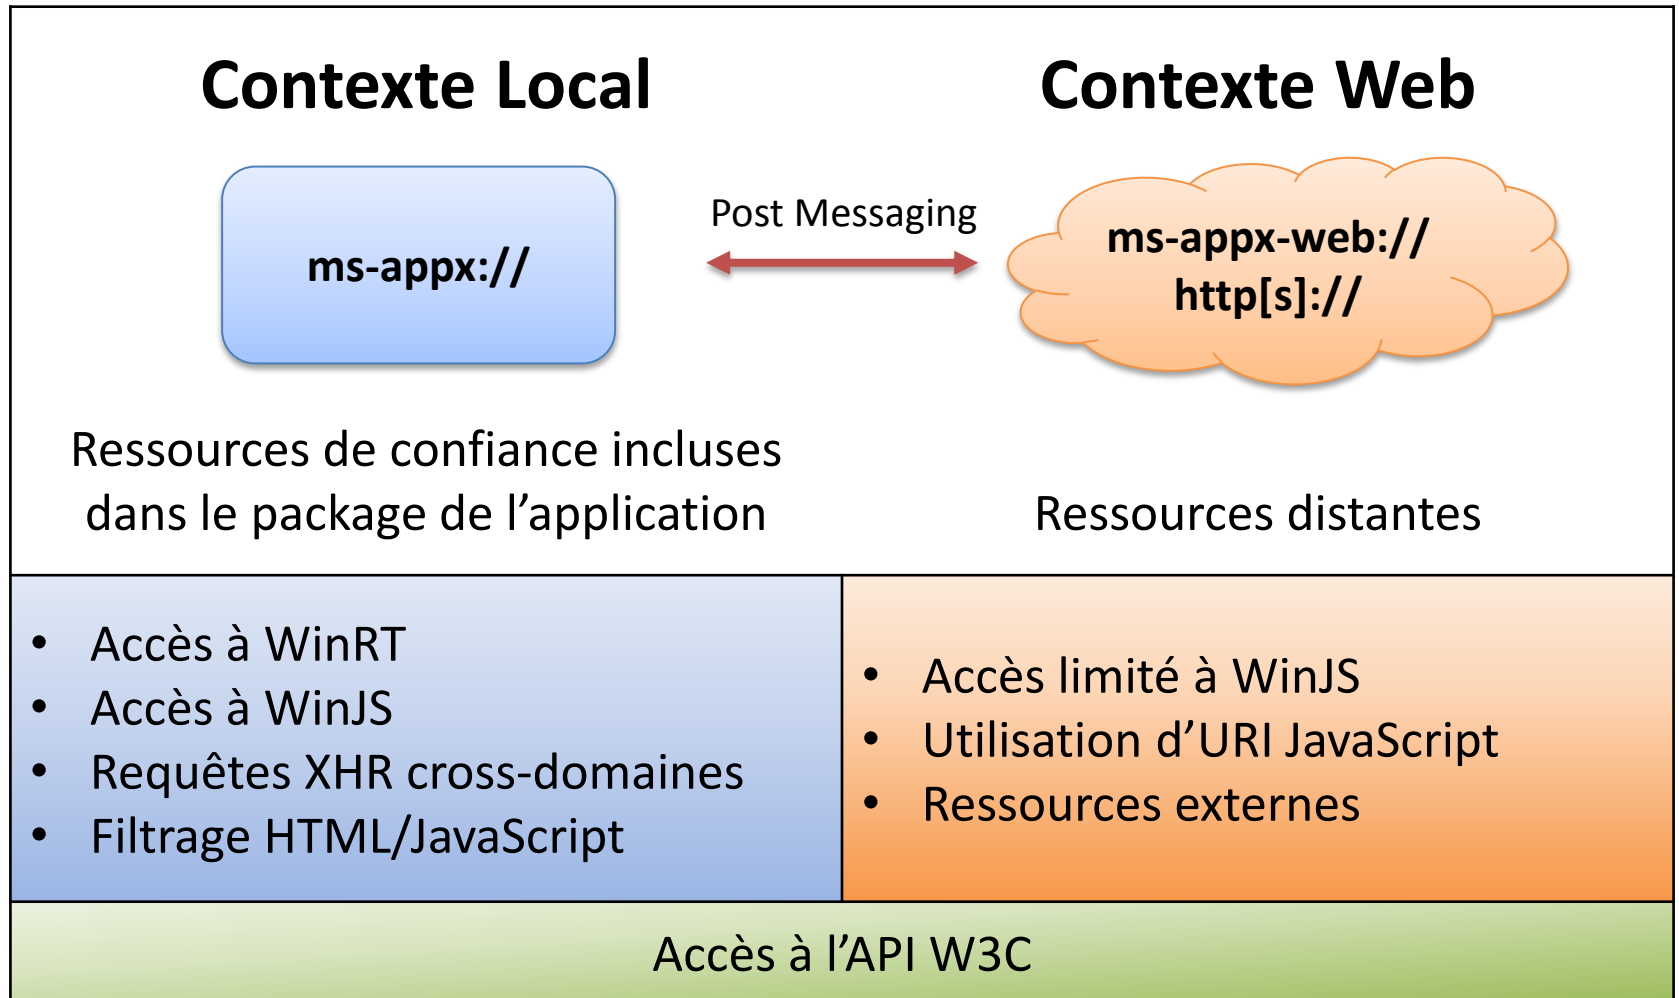 Contexte Local
Contexte Web
ms-appx://
Post Messaging
ms-appx-web://
http[s]://
Ressources de confiance incluses
dans le package de l’application
Ressources distantes
• Accès à WinRT
• Accès à WinJS
• Requêtes XHR cross-domaines
• Filtrage HTML/JavaScript
• Accès limité à WinJS
• Utilisation d’URI JavaScript
• Ressources externes
Accès à l’API W3C